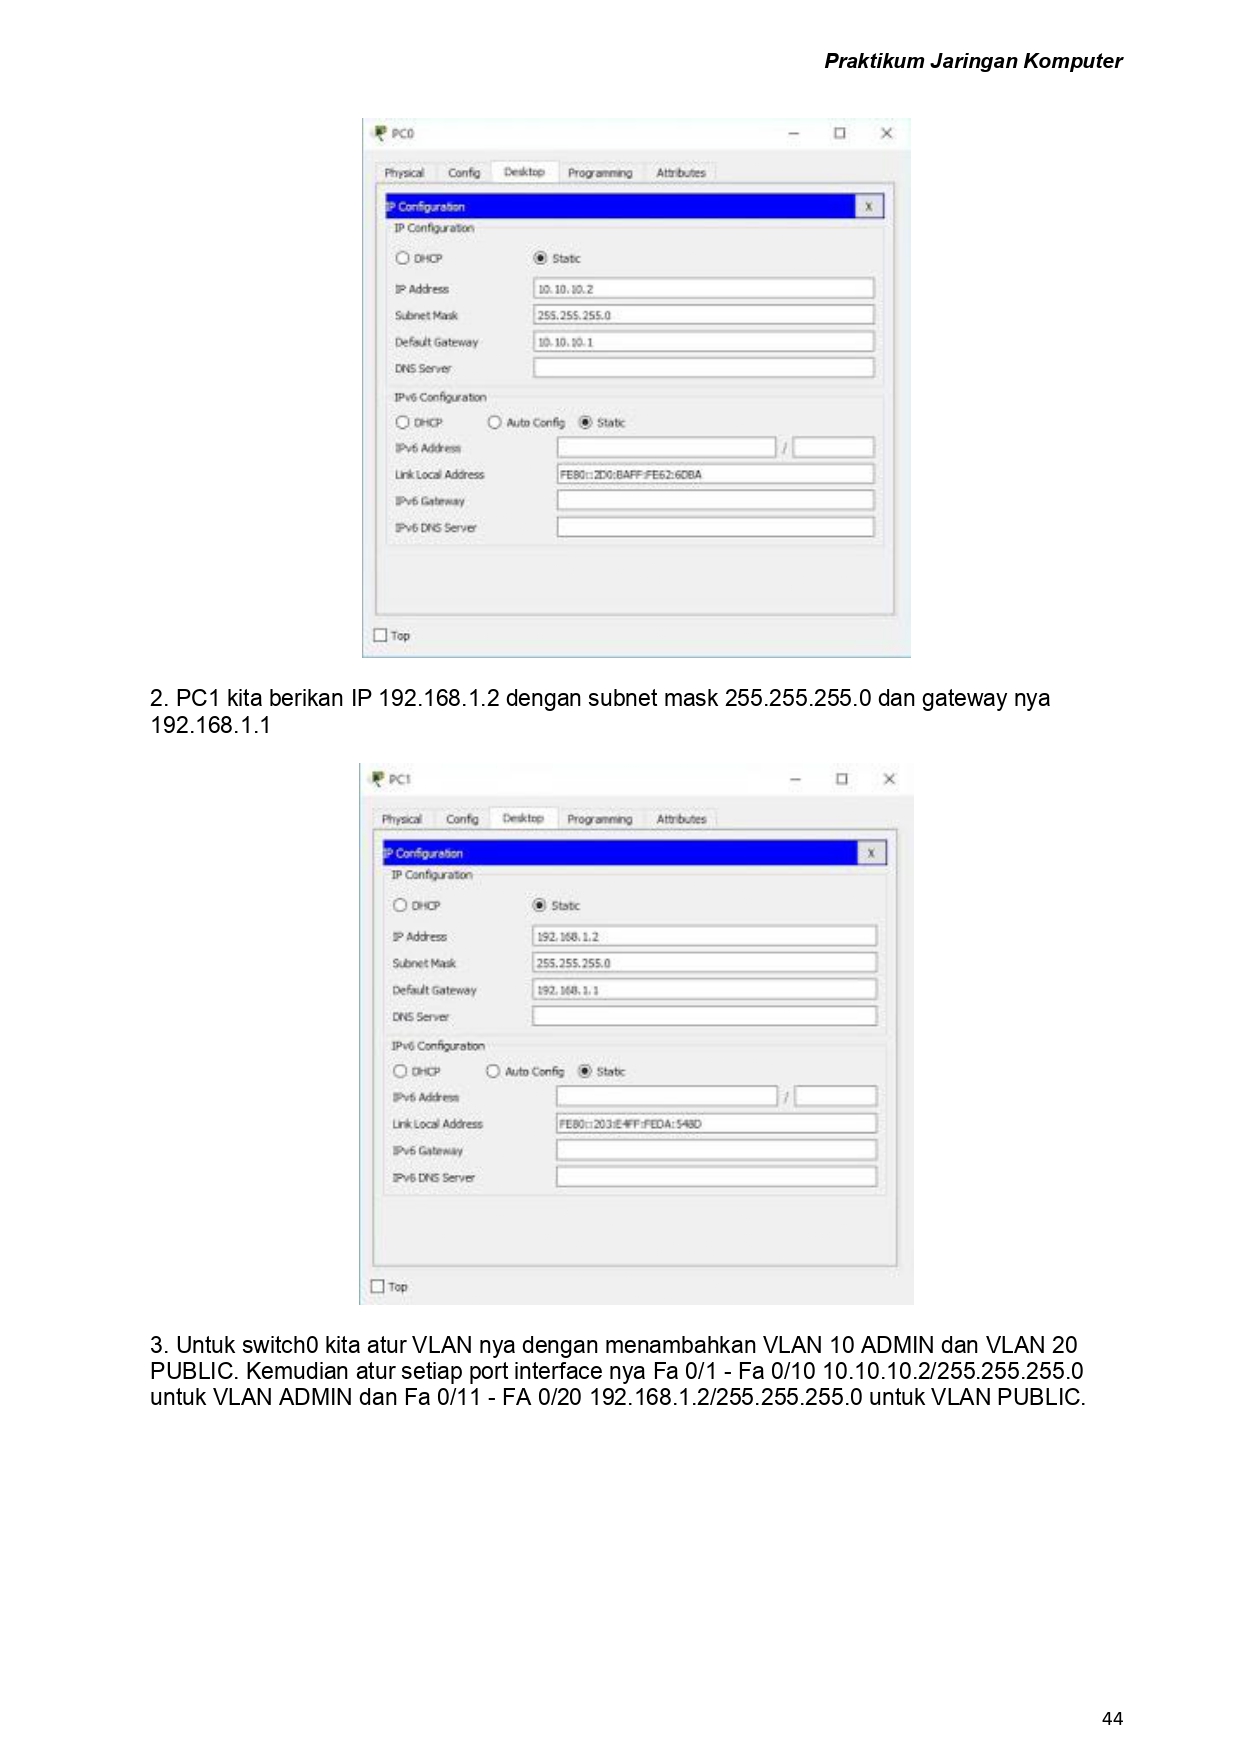 Praktikum Jaringan Komputer
PC0
Physical Config Desktop Programming Attributes
IP Configuration X
IP Configuration
DHCP Static
IP Address 10.10.10.2
Subnet Mask 255.255.255.0
Default Gateway 10.10.10.1
DNS Server
IPv6 Configuration
DHCP Auto Config Static
IPv6 Address /
Link Local Address FE80::2D0:BAFF:FE62:6DBA
IPv6 Gateway
IPv6 DNS Server
Top
2. PC1 kita berikan IP 192.168.1.2 dengan subnet mask 255.255.255.0 dan gateway nya
192.168.1.1
PC1
Physical Config Desktop Programming Attributes
IP Configuration X
IP Configuration
DHCP Static
IP Address 192.168.1.2
Subnet Mask 255.255.255.0
Default Gateway 192.168.1.1
DNS Server
IPv6 Configuration
DHCP Auto Config Static
IPv6 Address /
Link Local Address FE80::203:E4FF:FEDA:548D
IPv6 Gateway
IPv6 DNS Server
Top
3. Untuk switch0 kita atur VLAN nya dengan menambahkan VLAN 10 ADMIN dan VLAN 20
PUBLIC. Kemudian atur setiap port interface nya Fa 0/1 - Fa 0/10 10.10.10.2/255.255.255.0
untuk VLAN ADMIN dan Fa 0/11 - FA 0/20 192.168.1.2/255.255.255.0 untuk VLAN PUBLIC.
44